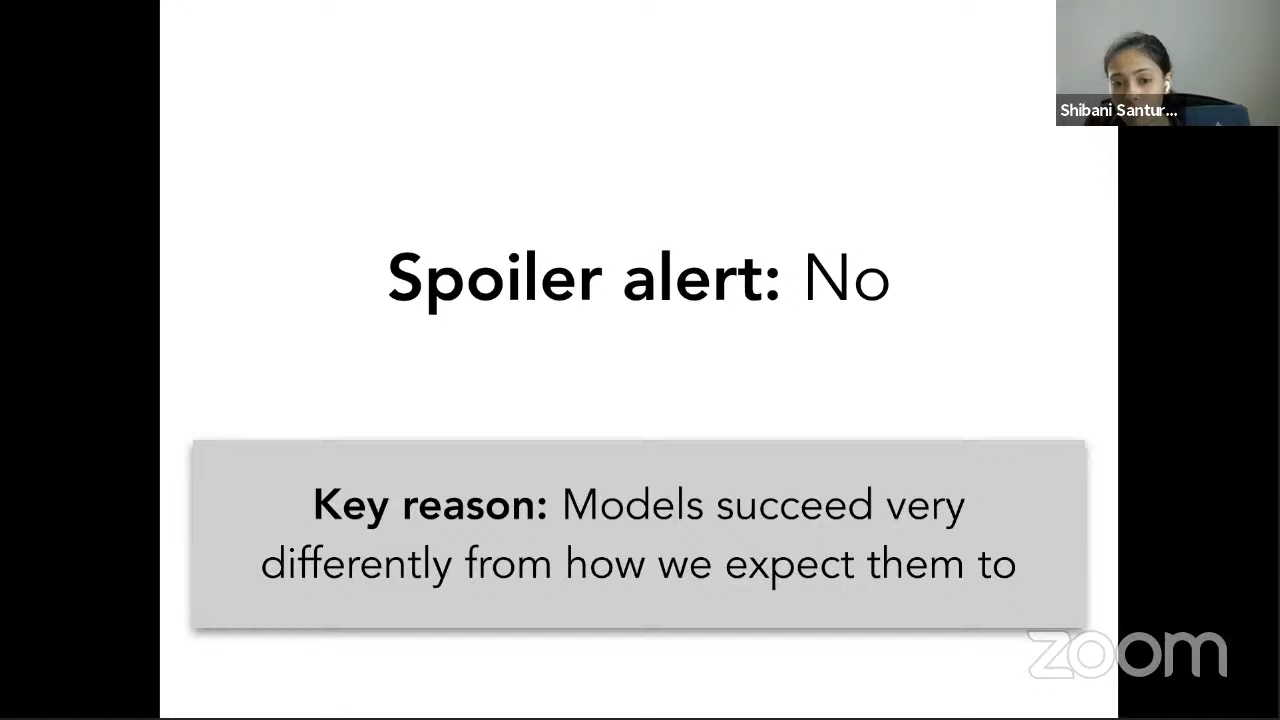 Shibani Santur...
Spoiler alert: No
Key reason: Models succeed very
differently from how we expect them to
zoom